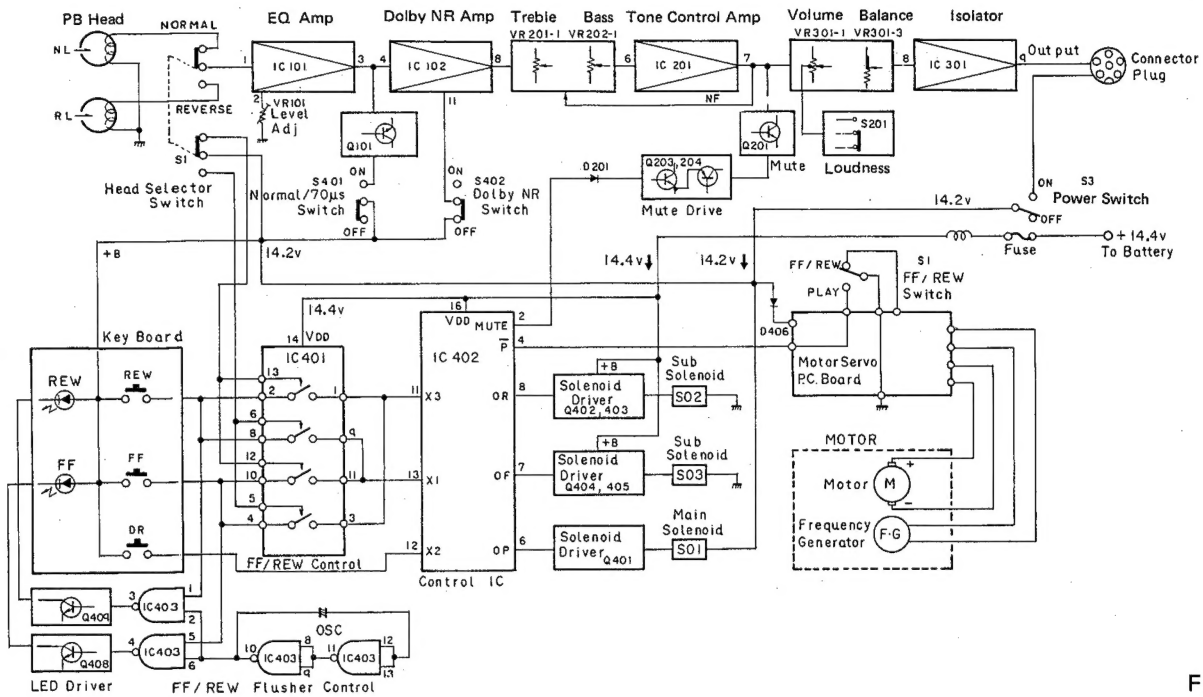 PB Head
NORMAL
EQ Amp
Dolby NR Amp
Treble
VR201-1
Bass
VR202-1
Tone Control Amp
Volume
VR301-1
Balance
VR301-3
Isolator
NL
RL
REVERSE
1
IC101
3
2
VR101
Level
Adj
4
IC 102
8
11
6
IC 201
7
NF
8
IC 301
9
Output
Connector
Plug
Q101
Q201
Mute
S201
Loudness
S1
Head Selector
Switch
ON
S401
Normal/70μs
Switch
OFF
ON
S402
Dolby NR
Switch
OFF
D201
Q203, 204
Mute Drive
ON
S3
Power Switch
OFF
14.2v
Fuse
+ 14.4v
To Battery
+B
14.2v
14.4v
14.2v
FF/REW
S1
FF/REW
Switch
PLAY
D406
Motor Servo
P.C. Board
Key Board
REW
REW
FF
FF
DR
14.4v
14
VDD
IC401
13
2
1
6
8
9
12
10
11
5
4
3
FF/REW Control
16
VDD
MUTE
2
IC 402
P
4
11
X3
OR
8
13
X1
OF
7
12
X2
OP
6
Control IC
+B
Solenoid
Driver
Q402, 403
Sub
Solenoid
S02
+B
Solenoid
Driver
Q404, 405
Sub
Solenoid
S03
Solenoid
Driver
Q401
Main
Solenoid
S01
MOTOR
Motor
M
+
−
Frequency
Generator
F·G
Q409
3
IC403
1
2
Q408
4
IC403
5
6
LED Driver
OSC
10
IC403
8
9
11
IC403
12
13
FF/REW Flusher Control
F